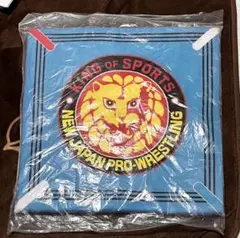 KING OF SPORTS
NEW JAPAN PRO-WRESTLING